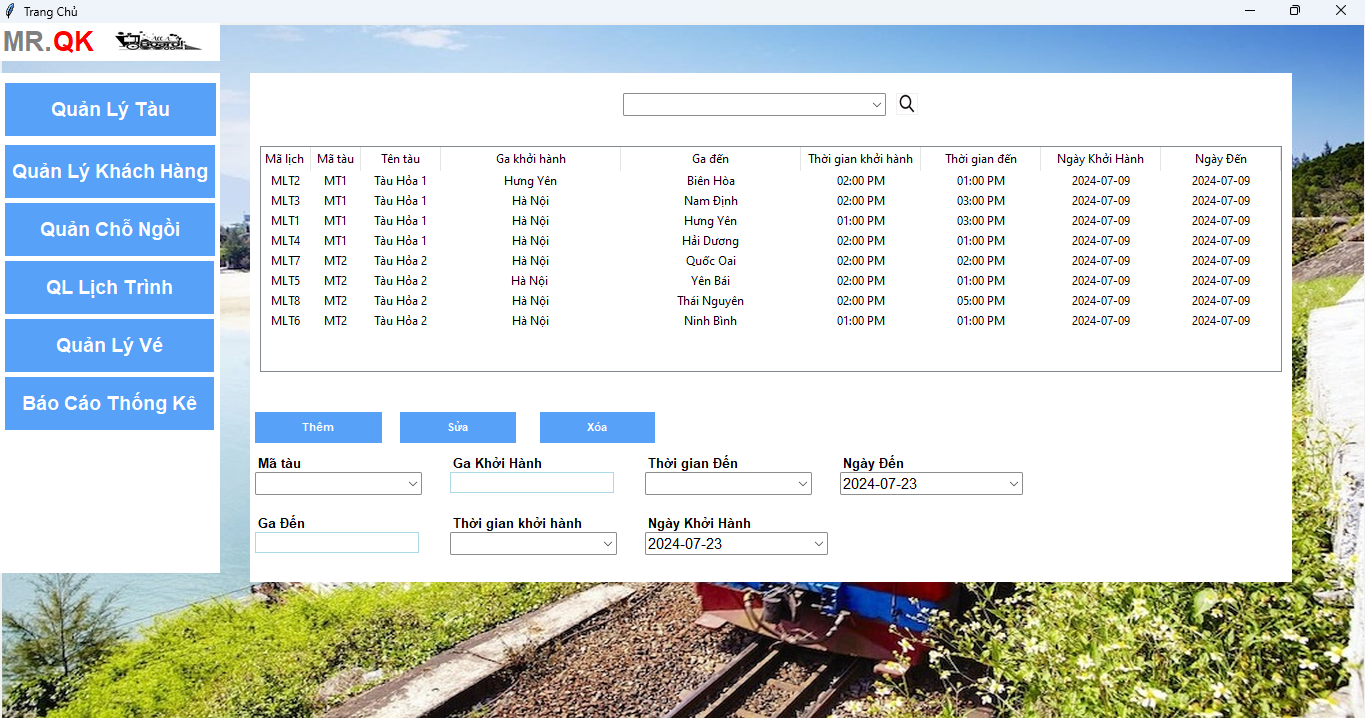 Trang Chủ
MR.QK
Quản Lý Tàu
Quản Lý Khách Hàng
Quản Chỗ Ngồi
QL Lịch Trình
Quản Lý Vé
Báo Cáo Thống Kê
Mã lịch Mã tàu Tên tàu Ga khởi hành Ga đến Thời gian khởi hành Thời gian đến Ngày Khởi Hành Ngày Đến
MLT2 MT1 Tàu Hỏa 1 Hưng Yên Biên Hòa 02:00 PM 01:00 PM 2024-07-09 2024-07-09
MLT3 MT1 Tàu Hỏa 1 Hà Nội Nam Định 02:00 PM 03:00 PM 2024-07-09 2024-07-09
MLT1 MT1 Tàu Hỏa 1 Hà Nội Hưng Yên 01:00 PM 03:00 PM 2024-07-09 2024-07-09
MLT4 MT1 Tàu Hỏa 1 Hà Nội Hải Dương 02:00 PM 01:00 PM 2024-07-09 2024-07-09
MLT7 MT2 Tàu Hỏa 2 Hà Nội Quốc Oai 02:00 PM 02:00 PM 2024-07-09 2024-07-09
MLT5 MT2 Tàu Hỏa 2 Hà Nội Yên Bái 02:00 PM 01:00 PM 2024-07-09 2024-07-09
MLT8 MT2 Tàu Hỏa 2 Hà Nội Thái Nguyên 02:00 PM 05:00 PM 2024-07-09 2024-07-09
MLT6 MT2 Tàu Hỏa 2 Hà Nội Ninh Bình 01:00 PM 01:00 PM 2024-07-09 2024-07-09
Thêm Sửa Xóa
Mã tàu Ga Khởi Hành Thời gian Đến Ngày Đến
2024-07-23
Ga Đến Thời gian khởi hành Ngày Khởi Hành
2024-07-23